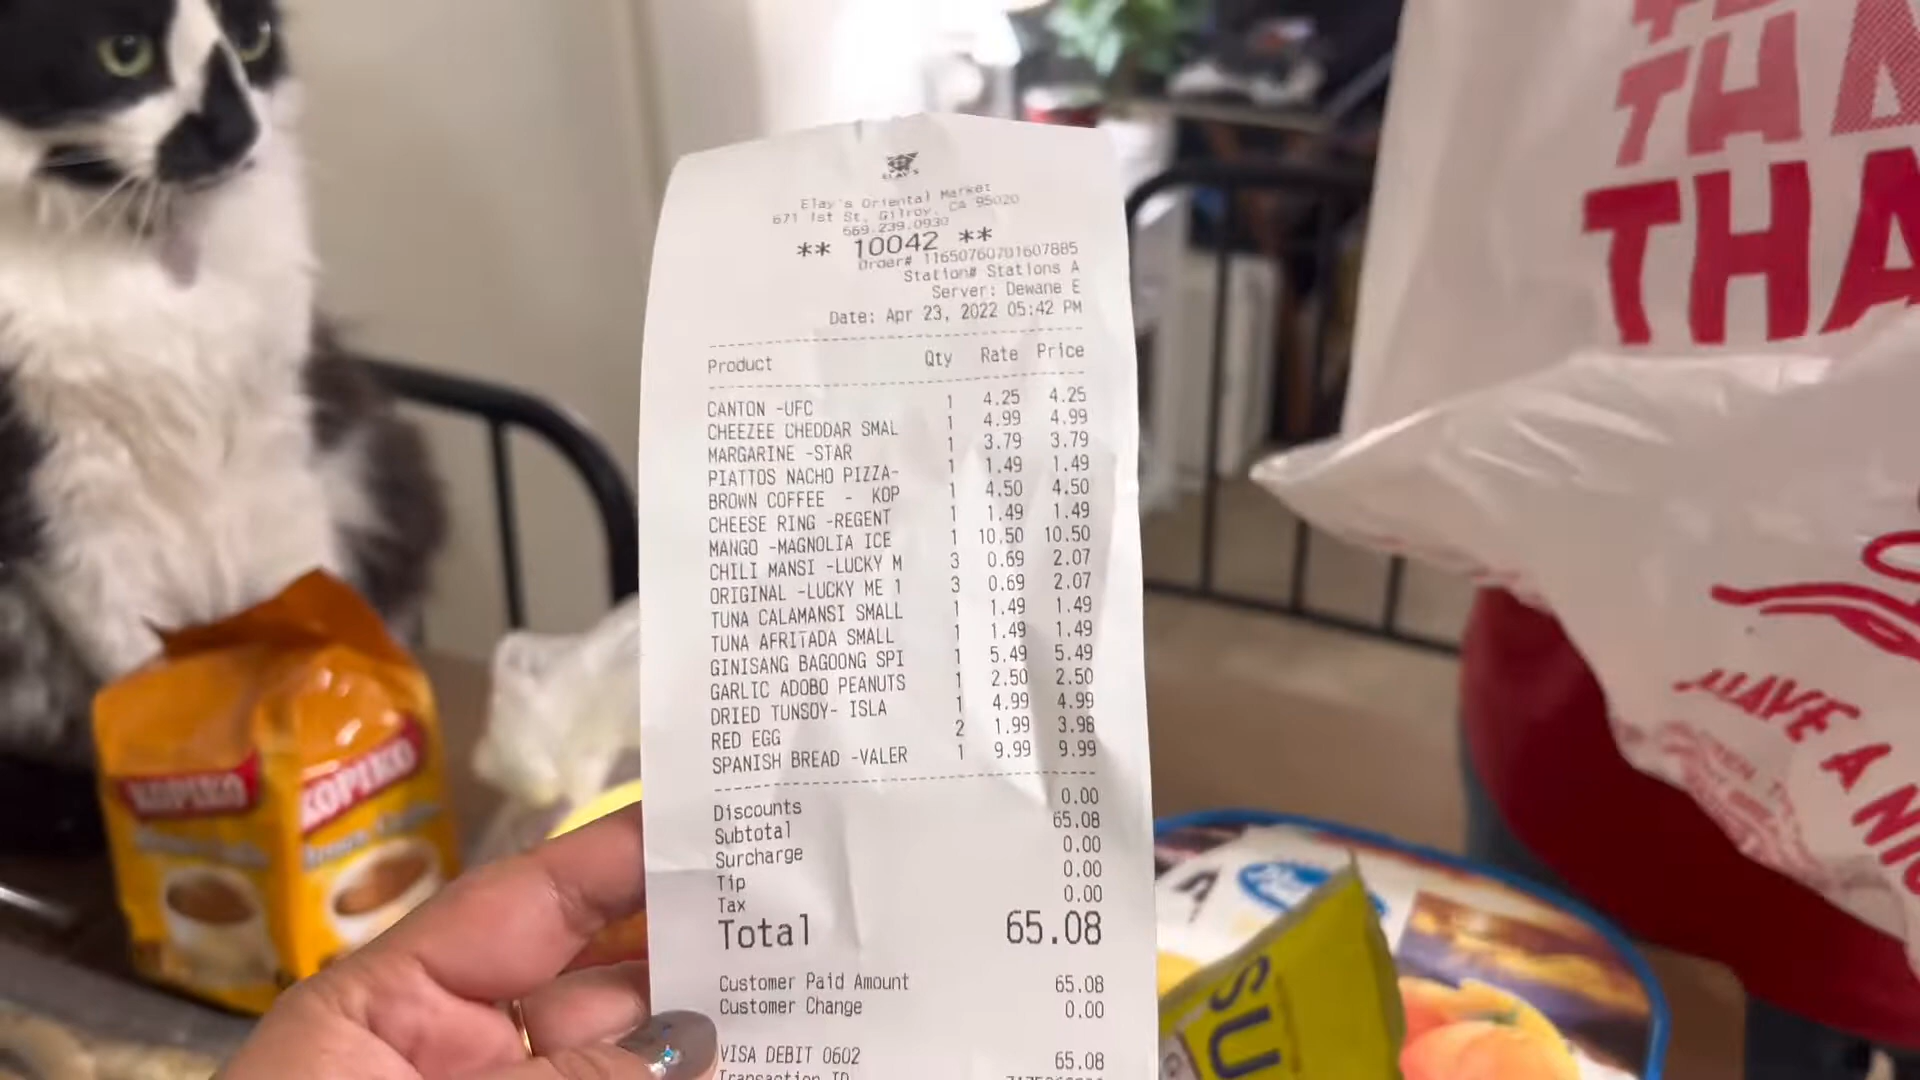 ELAY'S
Elay's Oriental Market
671 1st St, Gilroy, CA 95020
669.239.0930
** 10042 **
Order# 11650760701607885
Station# Stations A
Server: Dewane E
Date: Apr 23, 2022 05:42 PM
Product Qty Rate Price
CANTON -UFC 1 4.25 4.25
CHEEZEE CHEDDAR SMAL 1 4.99 4.99
MARGARINE -STAR 1 3.79 3.79
PIATTOS NACHO PIZZA- 1 1.49 1.49
BROWN COFFEE - KOP 1 4.50 4.50
CHEESE RING -REGENT 1 1.49 1.49
MANGO -MAGNOLIA ICE 1 10.50 10.50
CHILI MANSI -LUCKY M 3 0.69 2.07
ORIGINAL -LUCKY ME 1 3 0.69 2.07
TUNA CALAMANSI SMALL 1 1.49 1.49
TUNA AFRITADA SMALL 1 1.49 1.49
GINISANG BAGOONG SPI 1 5.49 5.49
GARLIC ADOBO PEANUTS 1 2.50 2.50
DRIED TUNSOY- ISLA 1 4.99 4.99
RED EGG 2 1.99 3.98
SPANISH BREAD -VALER 1 9.99 9.99
Discounts 0.00
Subtotal 65.08
Surcharge 0.00
Tip 0.00
Tax 0.00
Total 65.08
Customer Paid Amount 65.08
Customer Change 0.00
VISA DEBIT 0602 65.08
Transaction ID
KOPIKO
KOPIKO
THA
THA
HAVE A NIC
SU